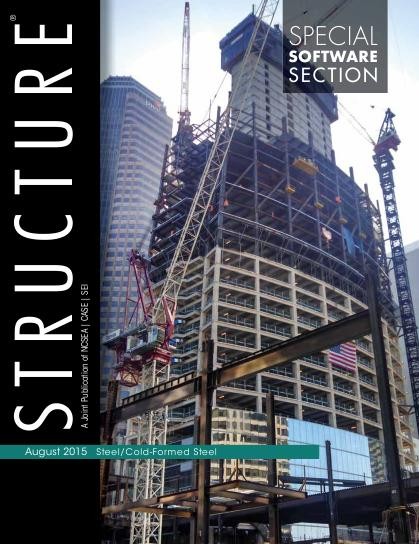 STRUCTURE®
A Joint Publication of NCSEA | CASE | SEI
SPECIAL
SOFTWARE
SECTION
August 2015 Steel/Cold-Formed Steel